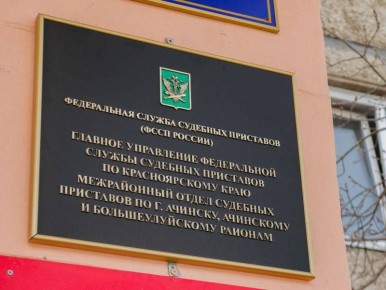 ФЕДЕРАЛЬНАЯ СЛУЖБА СУДЕБНЫХ ПРИСТАВОВ
(ФССП РОССИИ)
ГЛАВНОЕ УПРАВЛЕНИЕ ФЕДЕРАЛЬНОЙ
СЛУЖБЫ СУДЕБНЫХ ПРИСТАВОВ
ПО КРАСНОЯРСКОМУ КРАЮ
МЕЖРАЙОННЫЙ ОТДЕЛ СУДЕБНЫХ
ПРИСТАВОВ ПО Г. АЧИНСКУ, АЧИНСКОМУ
И БОЛЬШЕУЛУЙСКОМУ РАЙОНАМ